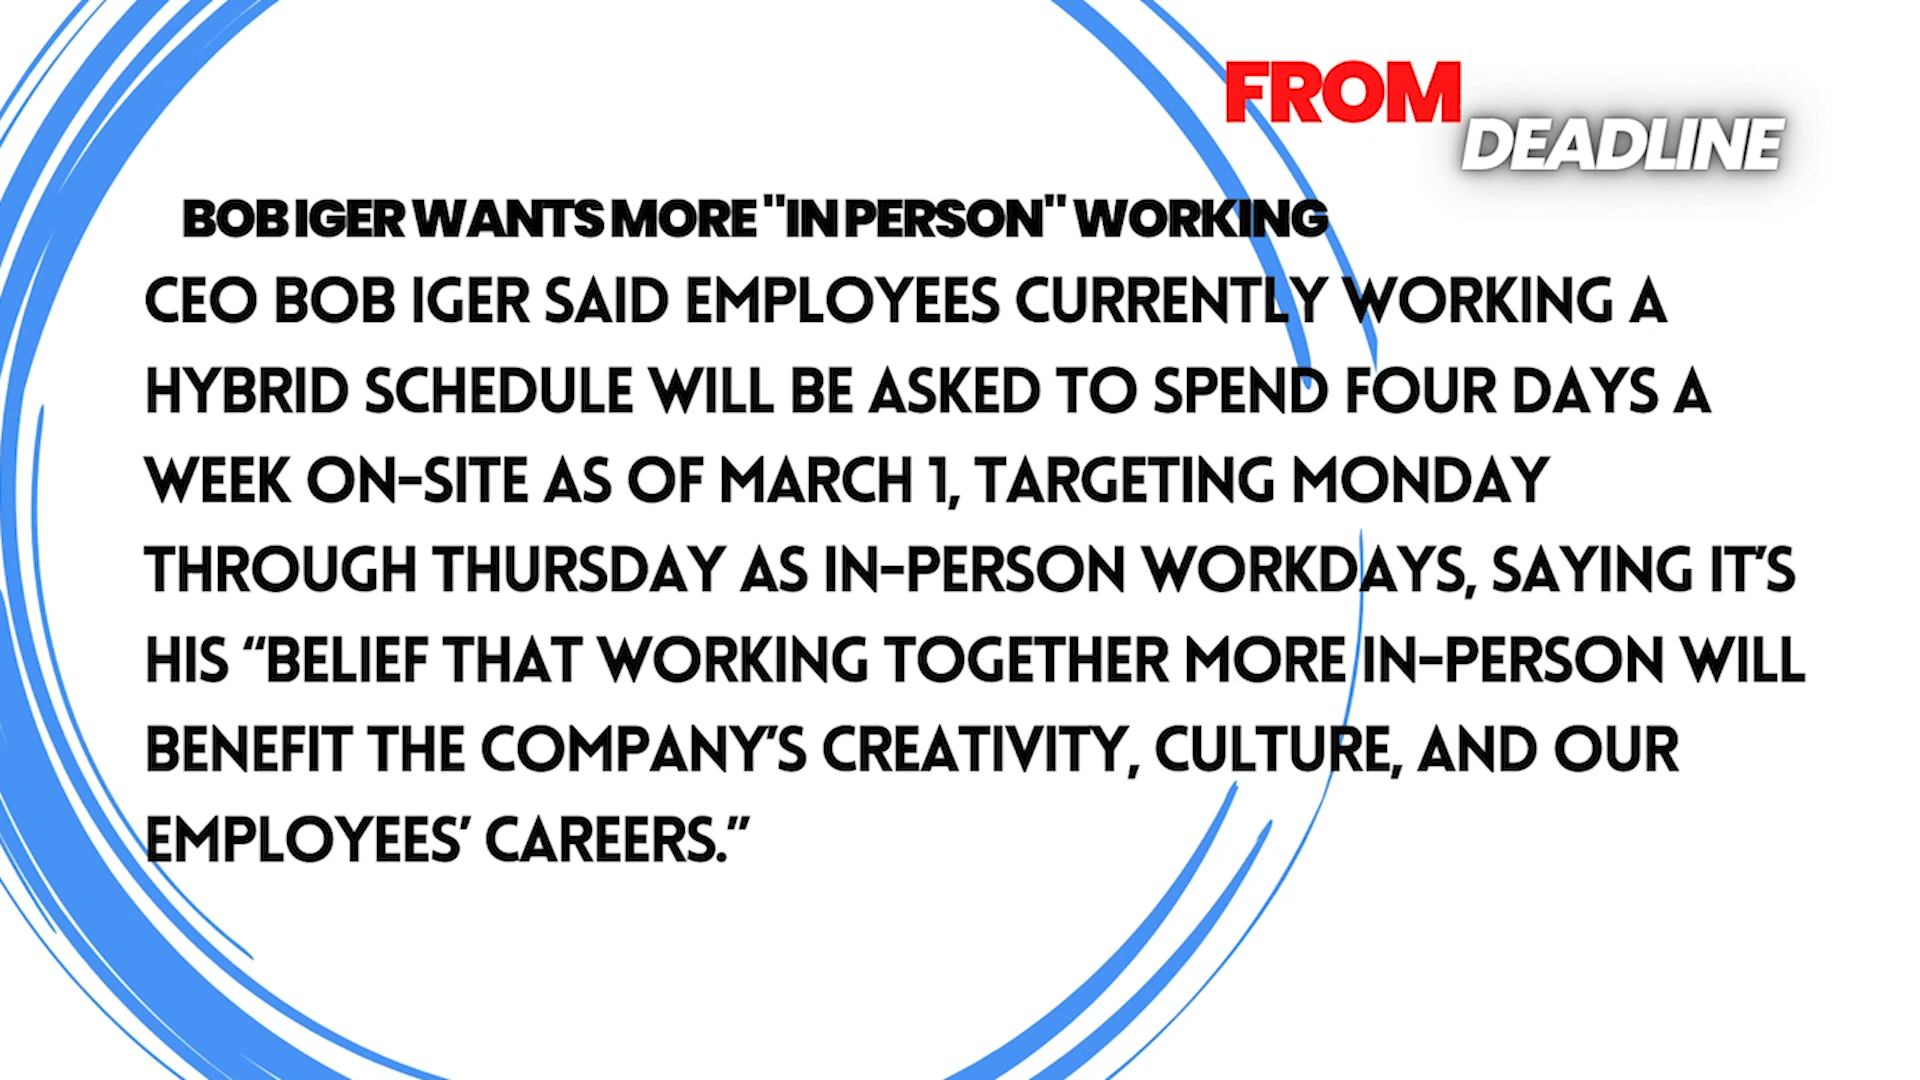 FROM
DEADLINE
BOB IGER WANTS MORE "IN PERSON" WORKING
CEO BOB IGER SAID EMPLOYEES CURRENTLY WORKING A
HYBRID SCHEDULE WILL BE ASKED TO SPEND FOUR DAYS A
WEEK ON-SITE AS OF MARCH 1, TARGETING MONDAY
THROUGH THURSDAY AS IN-PERSON WORKDAYS, SAYING IT’S
HIS “BELIEF THAT WORKING TOGETHER MORE IN-PERSON WILL
BENEFIT THE COMPANY’S CREATIVITY, CULTURE, AND OUR
EMPLOYEES’ CAREERS.”